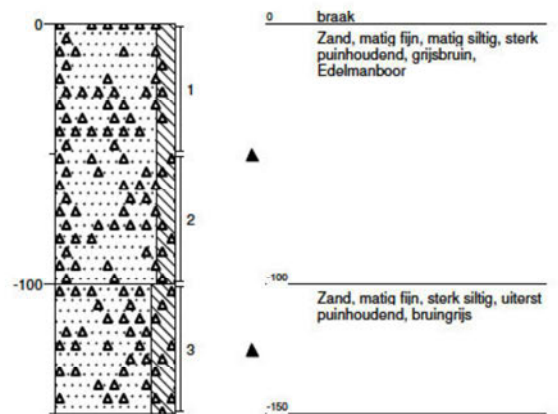 0
1
2
-100
3
0 braak
Zand, matig fijn, matig siltig, sterk
puinhoudend, grijsbruin,
Edelmanboor
-100
Zand, matig fijn, sterk siltig, uiterst
puinhoudend, bruingrijs
-150